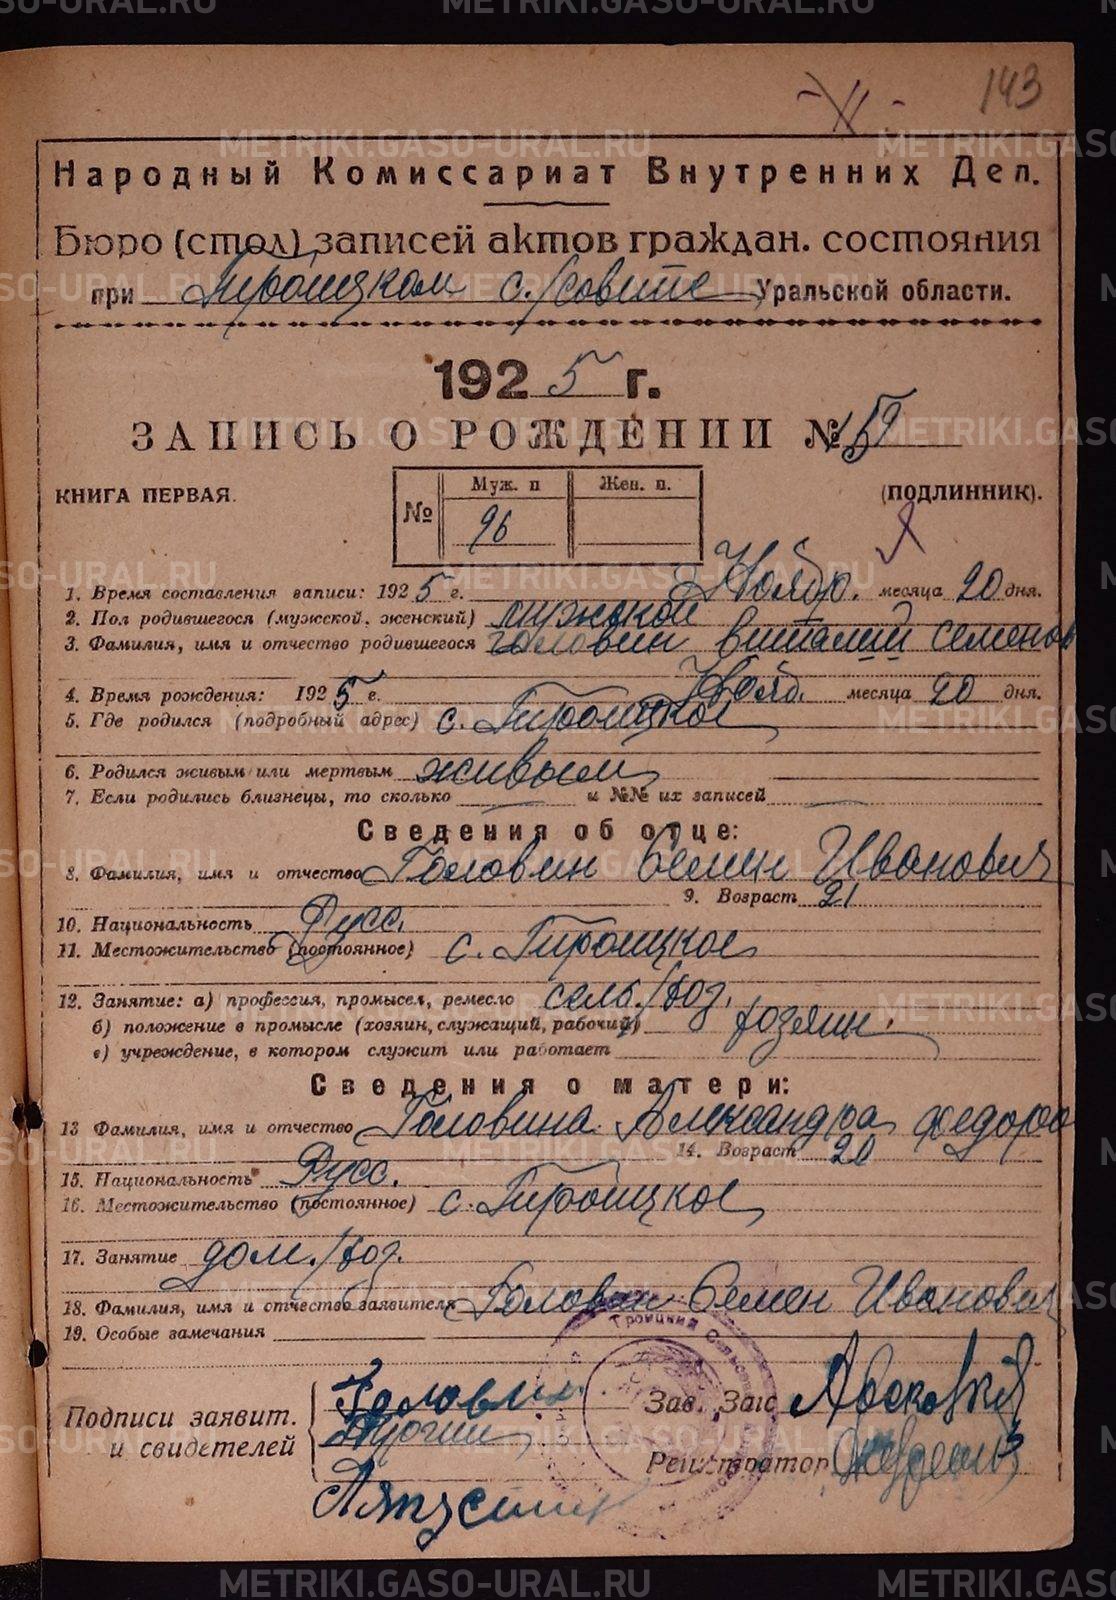 143
Народный Комиссариат Внутренних Дел.
Бюро (стол) записей актов граждан. состояния
при Троицком с./совите Уральской области.
1925 г.
ЗАПИСЬ О РОЖДЕНИИ № 159
КНИГА ПЕРВАЯ. № Муж. п Жен. п. (подлинник).
96
1. Время составления записи: 1925 г. Ноябр. месяца 20 дня.
2. Пол родившегося (мужской, женский) мужской
3. Фамилия, имя и отчество родившегося головин виталий семенов
4. Время рождения: 1925 г. Нояб. месяца 20 дня.
5. Где родился (подробный адрес) с. Троицкое
6. Родился живым или мертвым живым
7. Если родились близнецы, то сколько и №№ их записей
Сведения об отце:
8. Фамилия, имя и отчество Головин Семен Иванович
9. Возраст 21
10. Национальность Русс.
11. Местожительство (постоянное) с. Троицкое
12. Занятие: а) профессия, промысел, ремесло сель./хоз.
б) положение в промысле (хозяин, служащий, рабочий) хозяин.
в) учреждение, в котором служит или работает
Сведения о матери:
13 Фамилия, имя и отчество Головина Александра федоро
14. Возраст 20
15. Национальность Русс.
16. Местожительство (постоянное) с. Троицкое
17. Занятие дом./хоз.
18. Фамилия, имя и отчество заявителя Головин Семен Иванович
19. Особые замечания
Троицкий
Подписи заявит. и свидетелей Головин Зав. Загс
Регистратор
METRIKI.GASO-URAL.RU